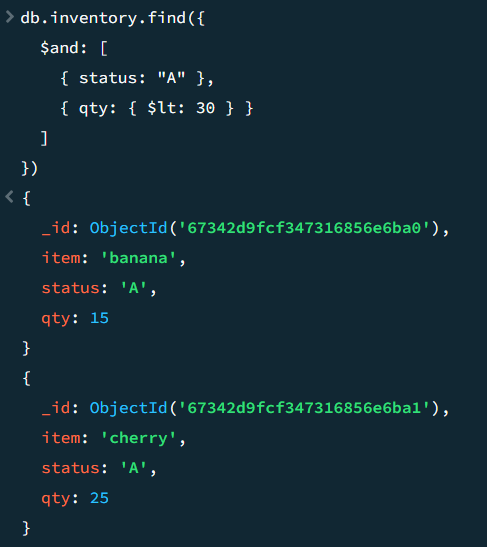 db.inventory.find({
  $and: [
    { status: "A" },
    { qty: { $lt: 30 } }
  ]
})
{
  _id: ObjectId('67342d9fcf347316856e6ba0'),
  item: 'banana',
  status: 'A',
  qty: 15
}
{
  _id: ObjectId('67342d9fcf347316856e6ba1'),
  item: 'cherry',
  status: 'A',
  qty: 25
}